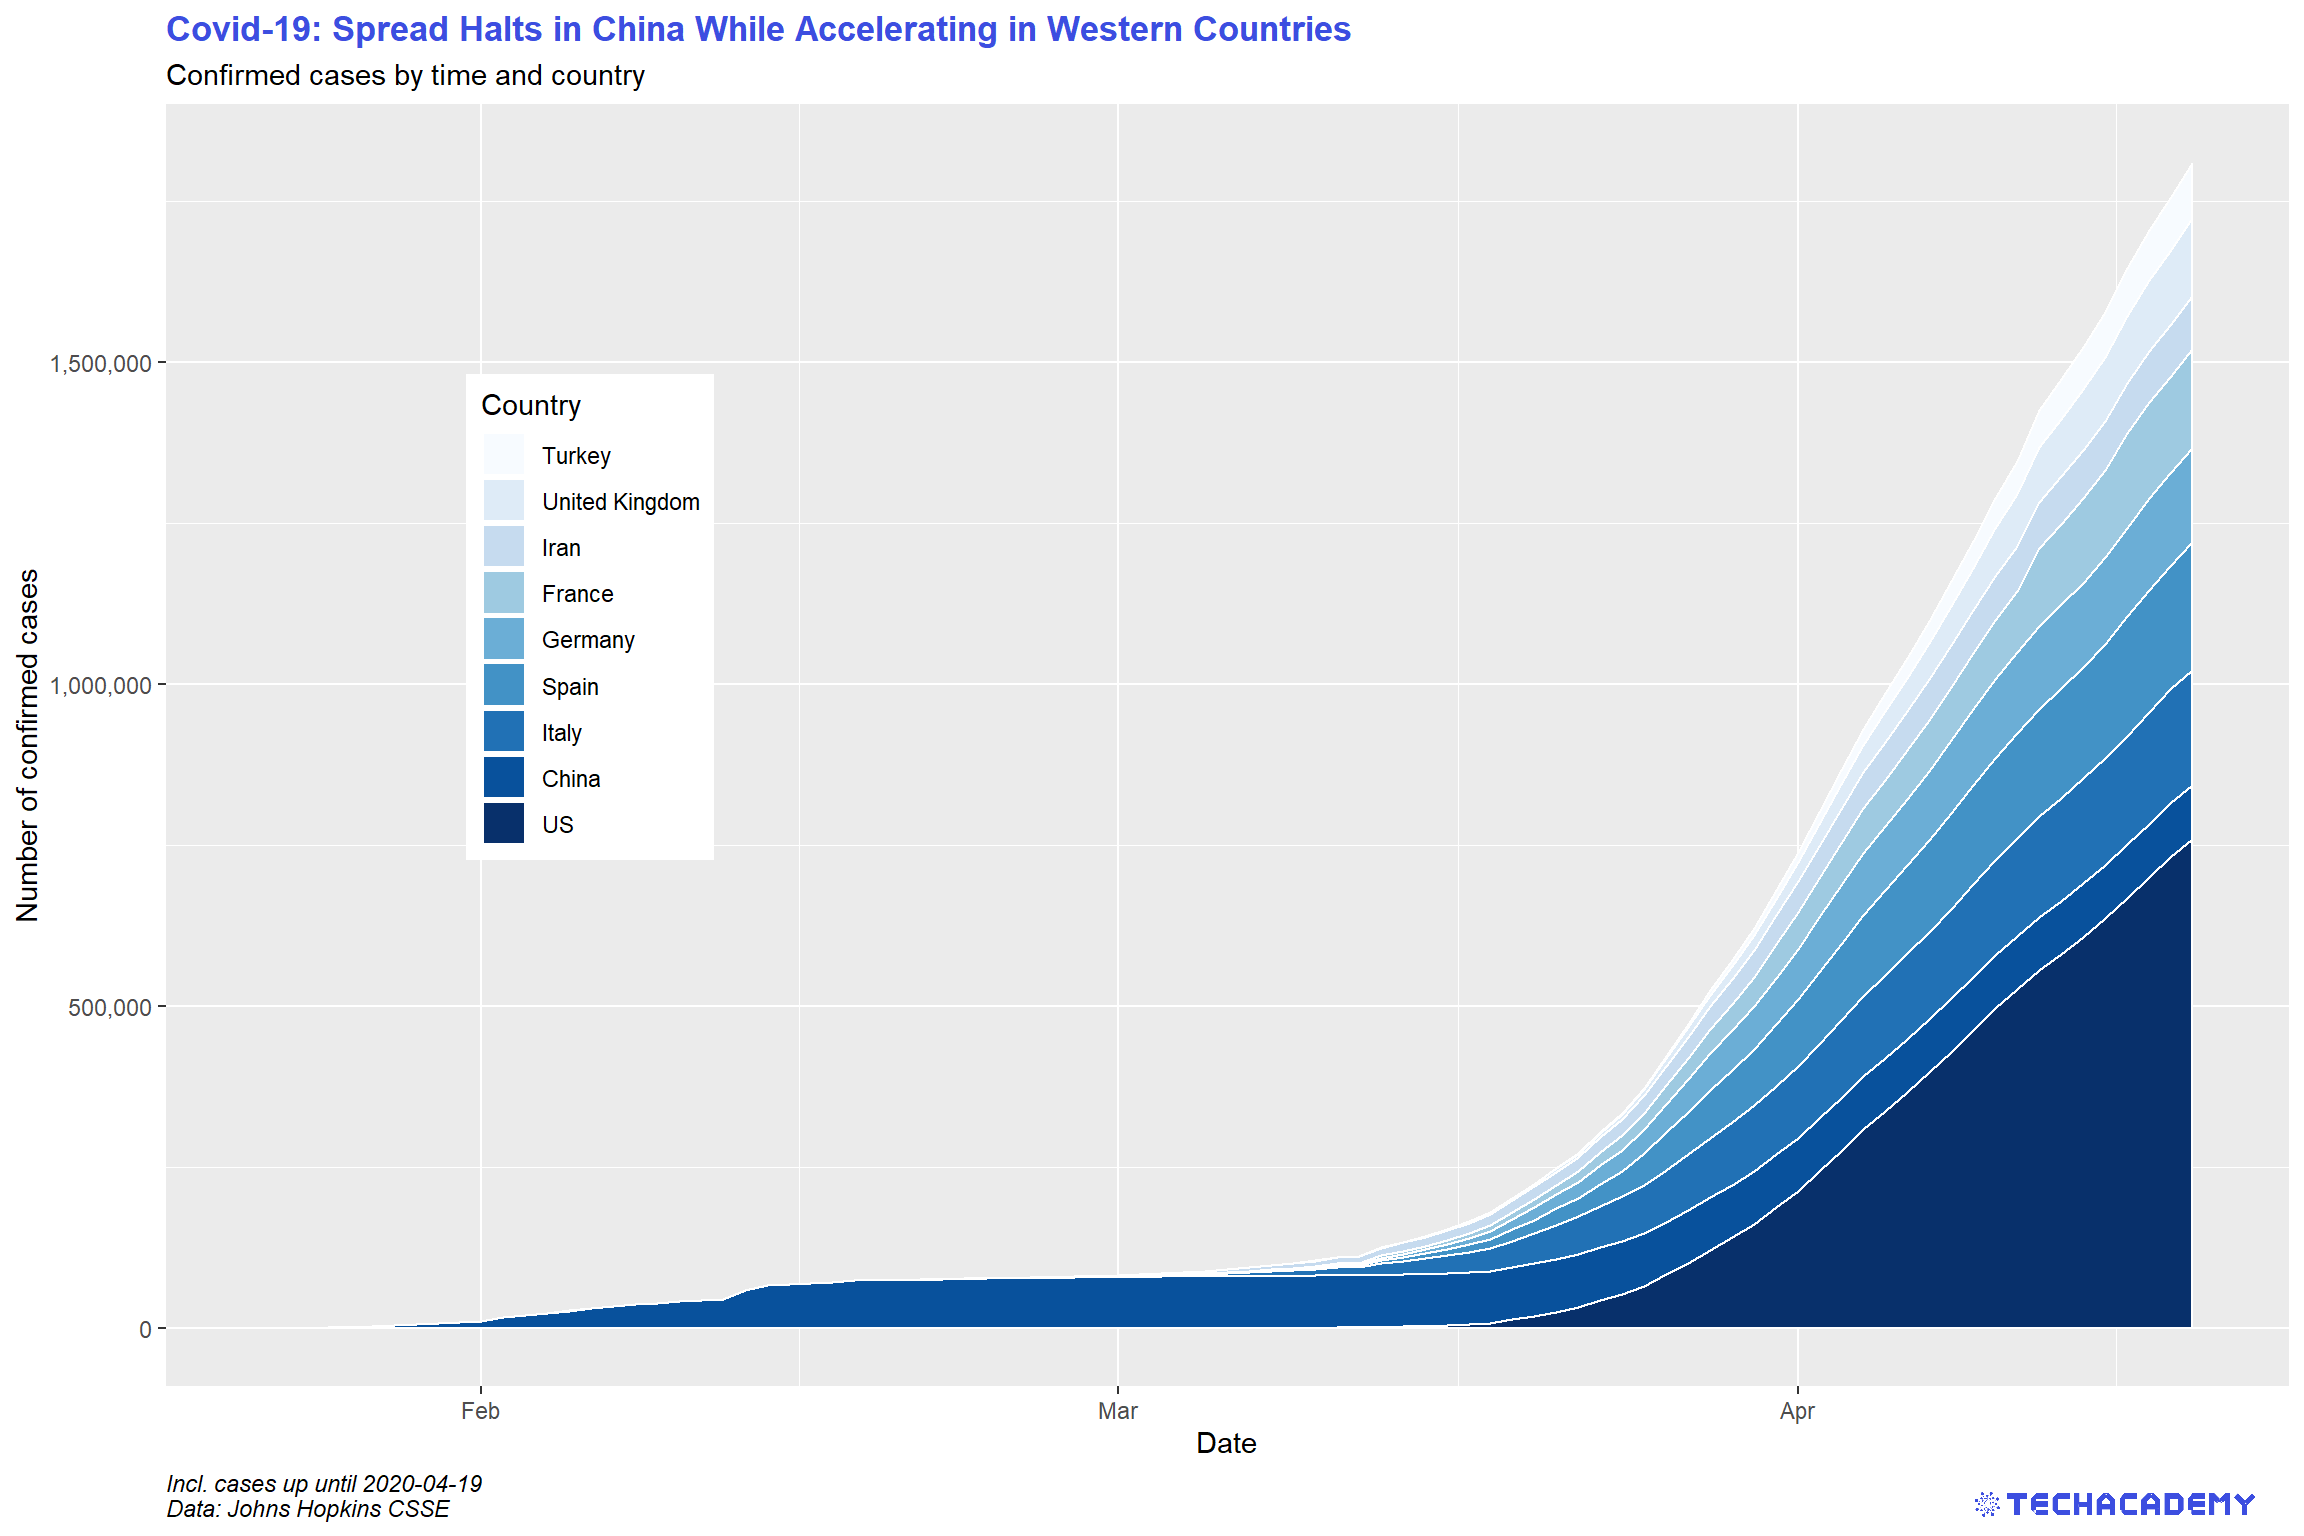 Covid-19: Spread Halts in China While Accelerating in Western Countries
Confirmed cases by time and country
Number of confirmed cases
1,500,000
1,000,000
500,000
0
Country
Turkey
United Kingdom
Iran
France
Germany
Spain
Italy
China
US
Feb
Mar
Apr
Date
Incl. cases up until 2020-04-19
Data: Johns Hopkins CSSE
TECHACADEMY